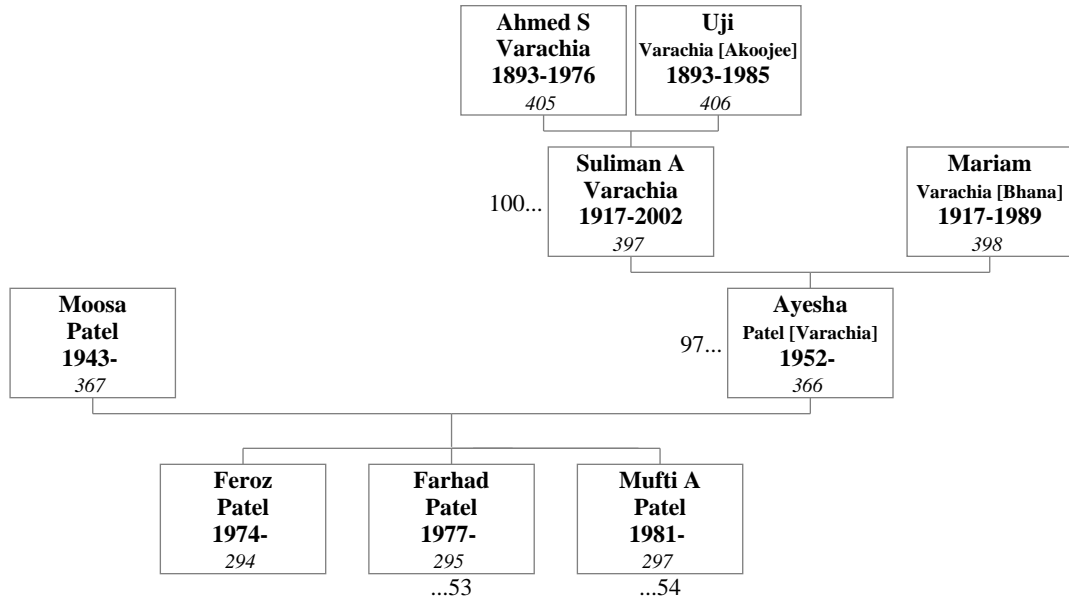 Ahmed S
Varachia
1893-1976
405
Uji
Varachia [Akoojee]
1893-1985
406
100...
Suliman A
Varachia
1917-2002
397
Mariam
Varachia [Bhana]
1917-1989
398
Moosa
Patel
1943-
367
97...
Ayesha
Patel [Varachia]
1952-
366
Feroz
Patel
1974-
294
Farhad
Patel
1977-
295
...53
Mufti A
Patel
1981-
297
...54